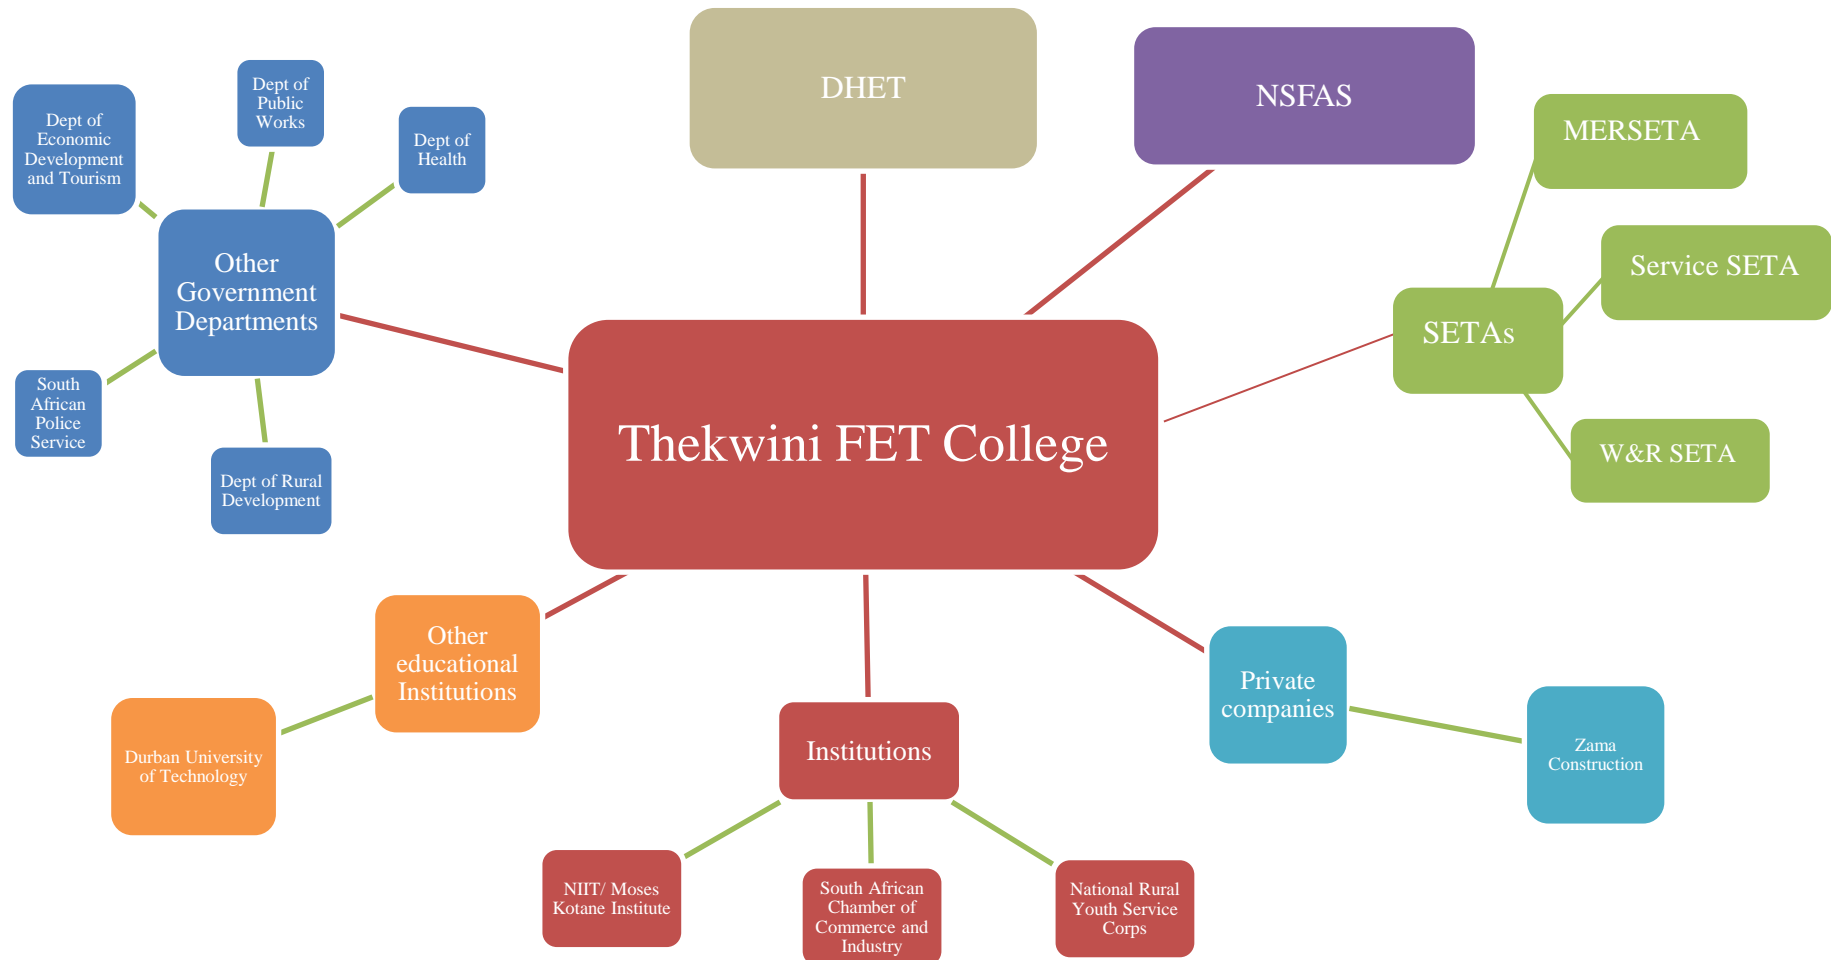 DHET
NSFAS
Dept of
Public
Works
Dept of
Economic
Development
and Tourism
Dept of
Health
MERSETA
Other
Government
Departments
Service SETA
SETAs
South
African
Police
Service
Thekwini FET College
W&R SETA
Dept of Rural
Development
Other
educational
Institutions
Durban University
of Technology
Institutions
Private
companies
Zama
Construction
NIIT/ Moses
Kotane Institute
South African
Chamber of
Commerce and
Industry
National Rural
Youth Service
Corps